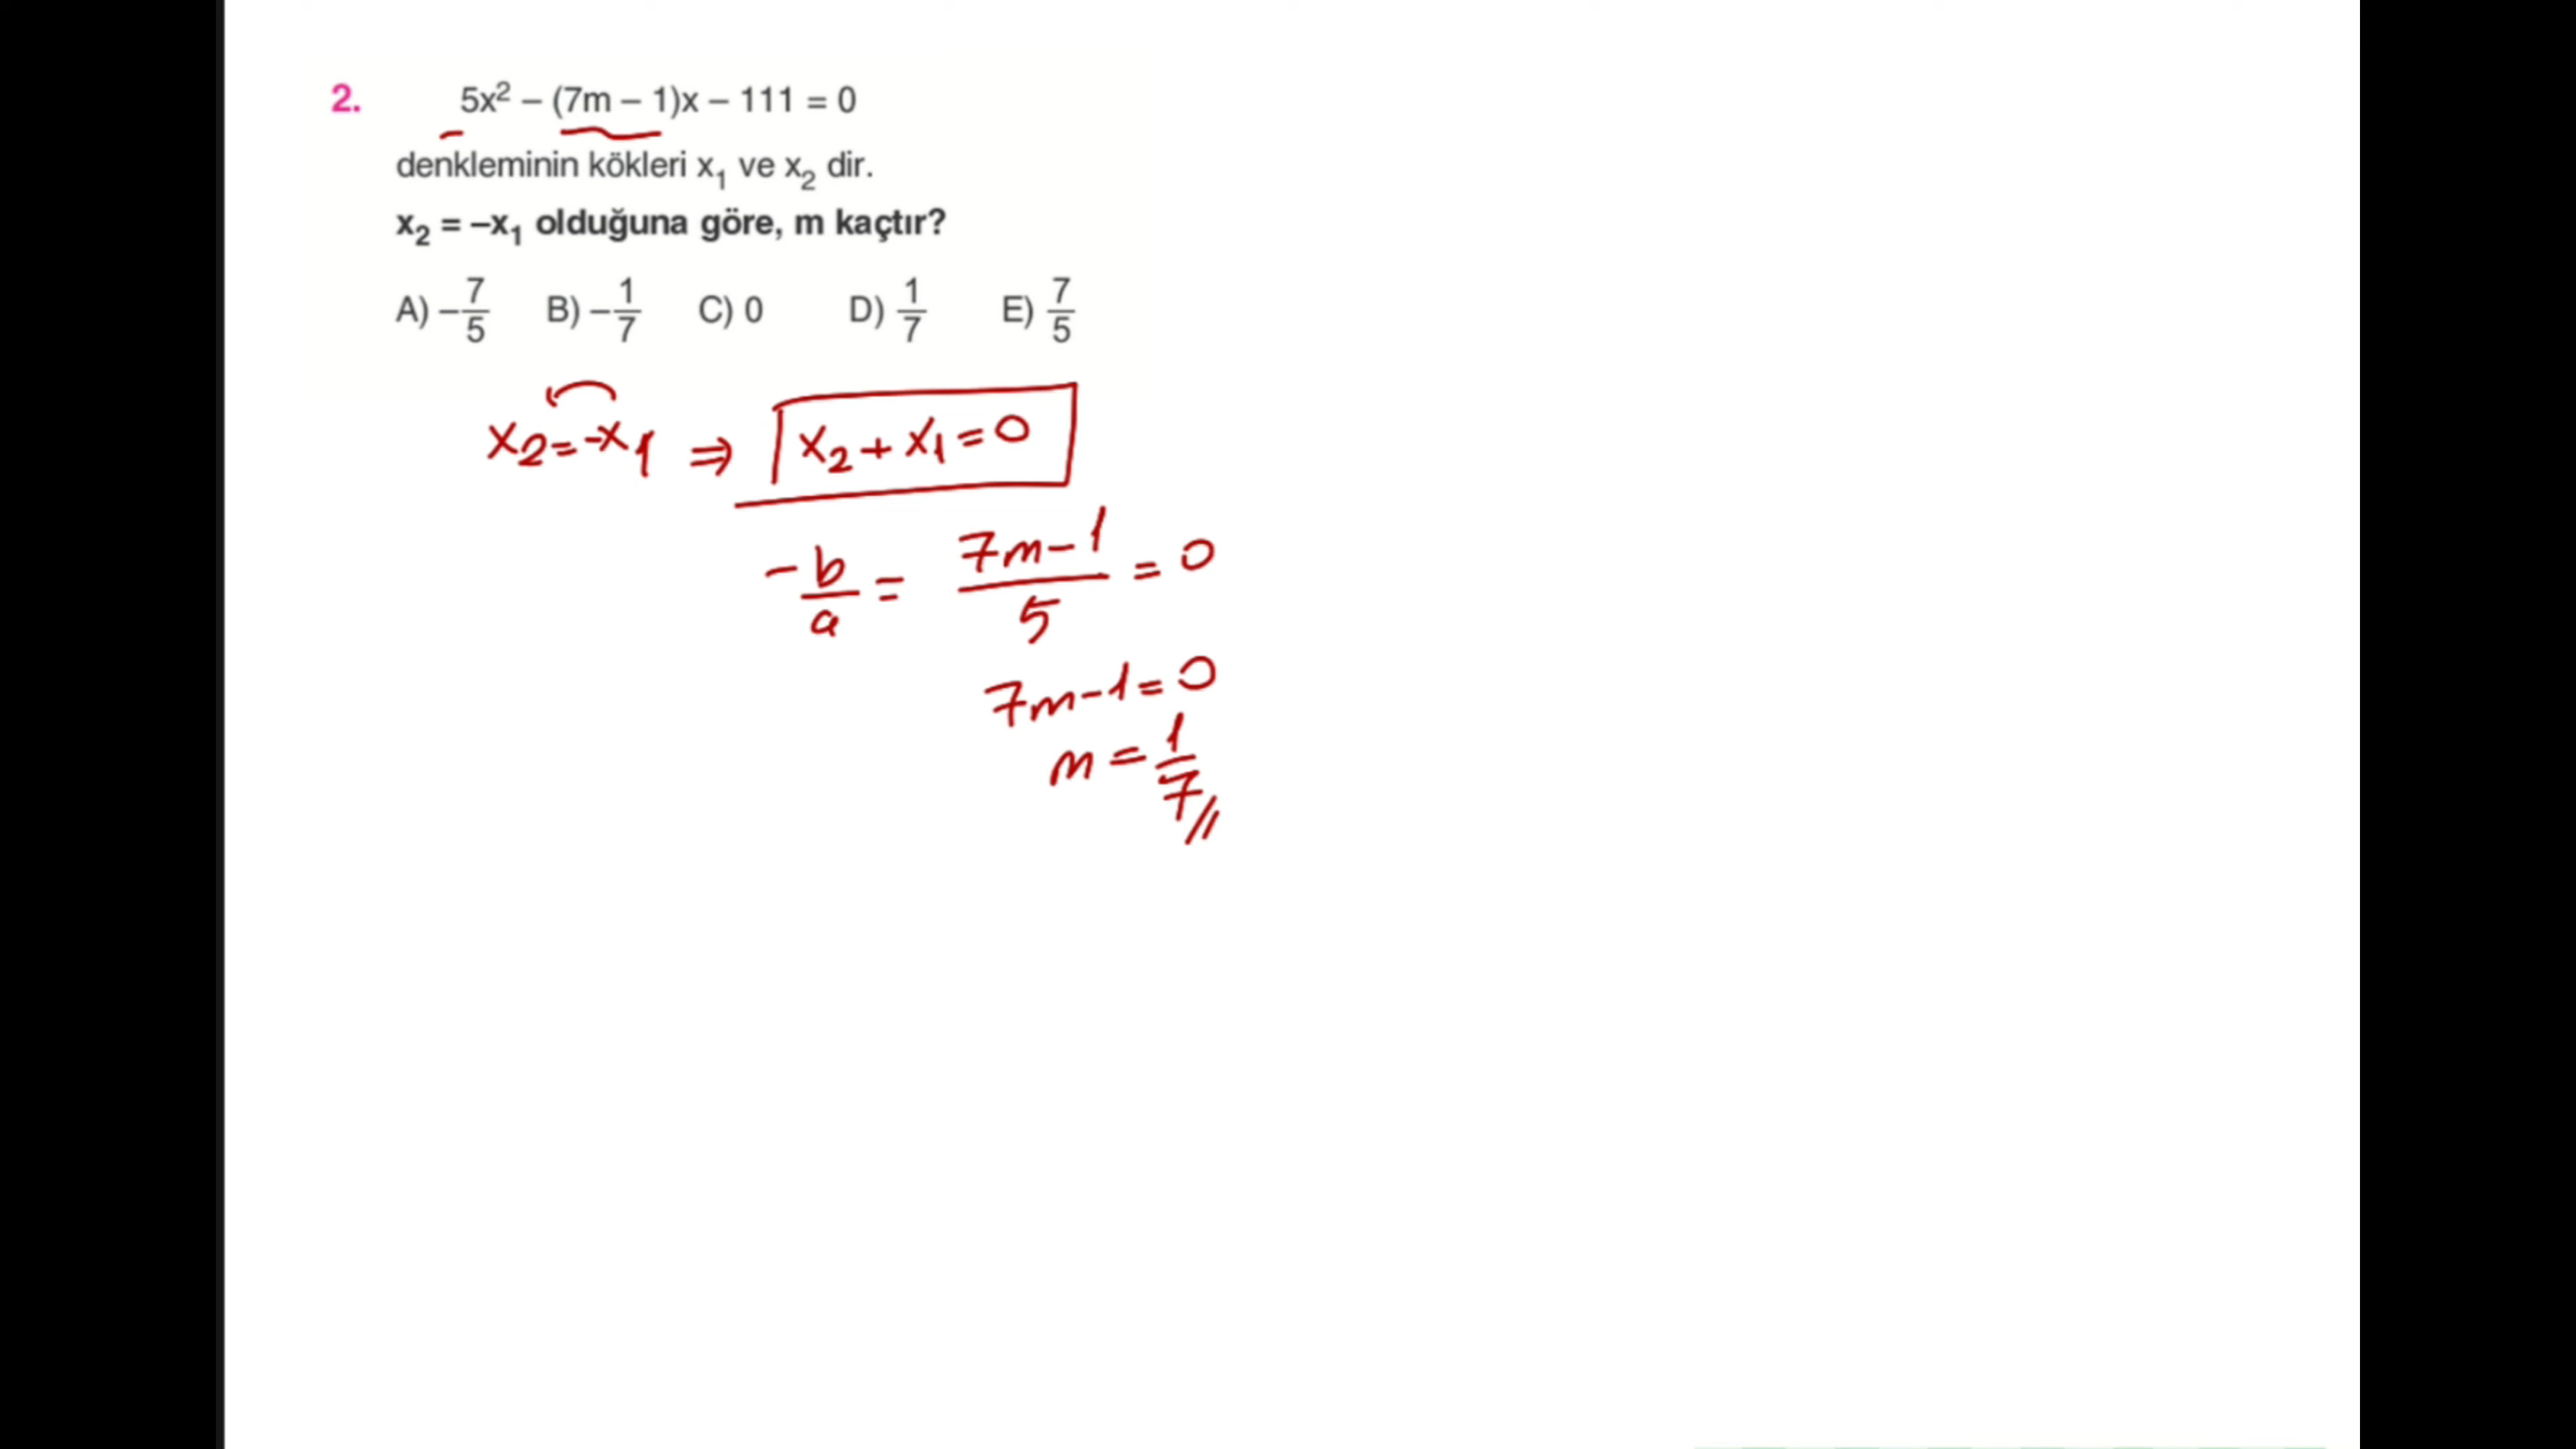 2. 5x² – (7m – 1)x – 111 = 0
denkleminin kökleri x₁ ve x₂ dir.
x₂ = –x₁ olduğuna göre, m kaçtır?
A) –7/5 B) –1/7 C) 0 D) 1/7 E) 7/5
x₂ = -x₁ ⇒ x₂ + x₁ = 0
-b/a = (7m-1)/5 = 0
7m-1 = 0
m = 1/7 //